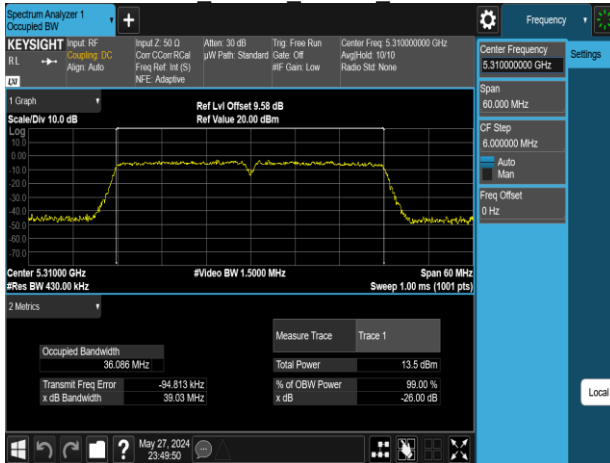 Spectrum Analyzer 1
Occupied BW
+
Frequency
KEYSIGHT Input: RF
R L Coupling: DC
Align: Auto
LXI
Input Z: 50 Ω
Corr CCorr RCal
Freq Ref: Int (S)
NFE: Adaptive
Atten: 30 dB
µW Path: Standard
Trig: Free Run
Gate: Off
#IF Gain: Low
Center Freq: 5.310000000 GHz
Avg|Hold: 10/10
Radio Std: None
Center Frequency
5.310000000 GHz
Settings
Span
60.000 MHz
CF Step
6.000000 MHz
Auto
Man
Freq Offset
0 Hz
1 Graph
Scale/Div 10.0 dB
Ref Lvl Offset 9.58 dB
Ref Value 20.00 dBm
Log
10.0
0.00
-10.0
-20.0
-30.0
-40.0
-50.0
-60.0
-70.0
Center 5.31000 GHz
#Res BW 430.00 kHz
#Video BW 1.5000 MHz
Span 60 MHz
Sweep 1.00 ms (1001 pts)
2 Metrics
Measure Trace Trace 1
Occupied Bandwidth
36.086 MHz
Total Power 13.5 dBm
Transmit Freq Error -94.813 kHz
% of OBW Power 99.00 %
x dB Bandwidth 39.03 MHz
x dB -26.00 dB
Local
?
May 27, 2024
23:49:50